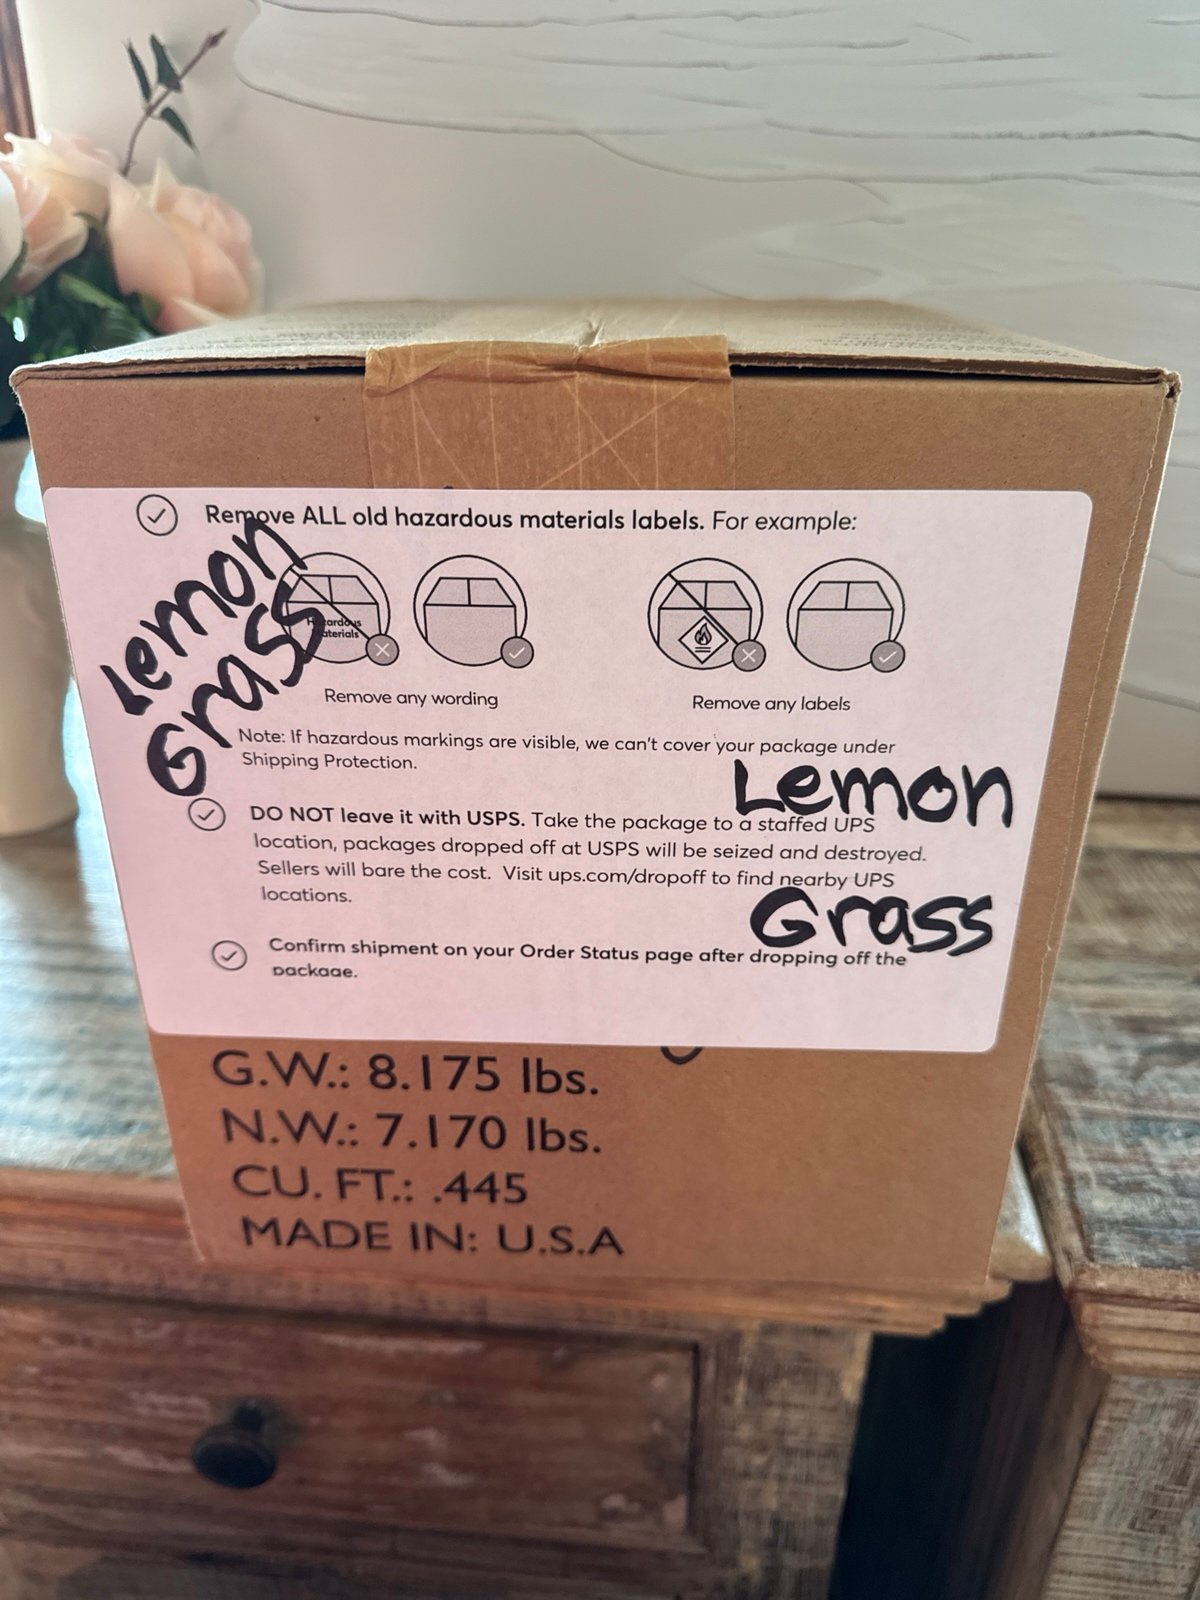 Remove ALL old hazardous materials labels. For example:
Lemon
Grass
Remove any wording
Remove any labels
Note: If hazardous markings are visible, we can't cover your package under
Shipping Protection.
Lemon
DO NOT leave it with USPS. Take the package to a staffed UPS
location, packages dropped off at USPS will be seized and destroyed.
Sellers will bare the cost. Visit ups.com/dropoff to find nearby UPS
locations.
Grass
Confirm shipment on your Order Status page after dropping off the
package.
G.W.: 8.175 lbs.
N.W.: 7.170 lbs.
CU. FT.: .445
MADE IN: U.S.A